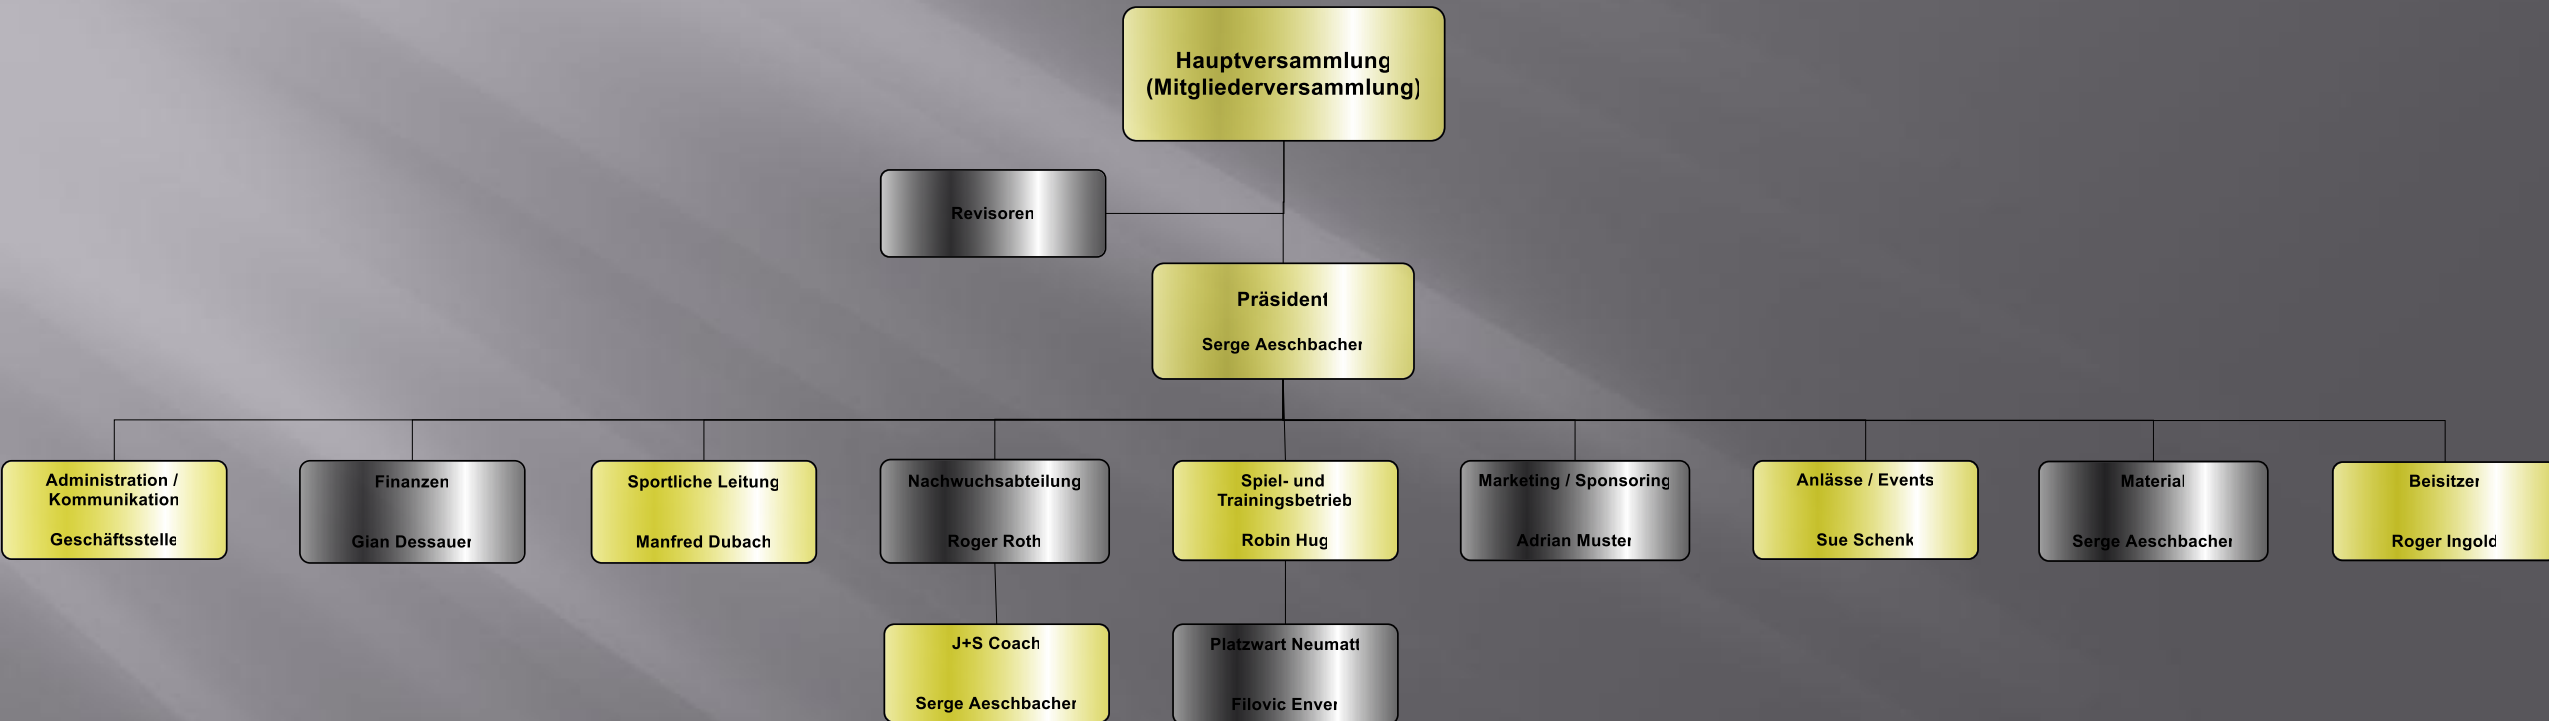 Hauptversammlung
(Mitgliederversammlung)
Revisoren
Präsident
Serge Aeschbacher
Administration /
Kommunikation
Geschäftsstelle
Finanzen
Gian Dessauer
Sportliche Leitung
Manfred Dubach
Nachwuchsabteilung
Roger Roth
Spiel- und
Trainingsbetrieb
Robin Hug
Marketing / Sponsoring
Adrian Muster
Anlässe / Events
Sue Schenk
Material
Serge Aeschbacher
Beisitzer
Roger Ingold
J+S Coach
Serge Aeschbacher
Platzwart Neumatt
Filovic Enver